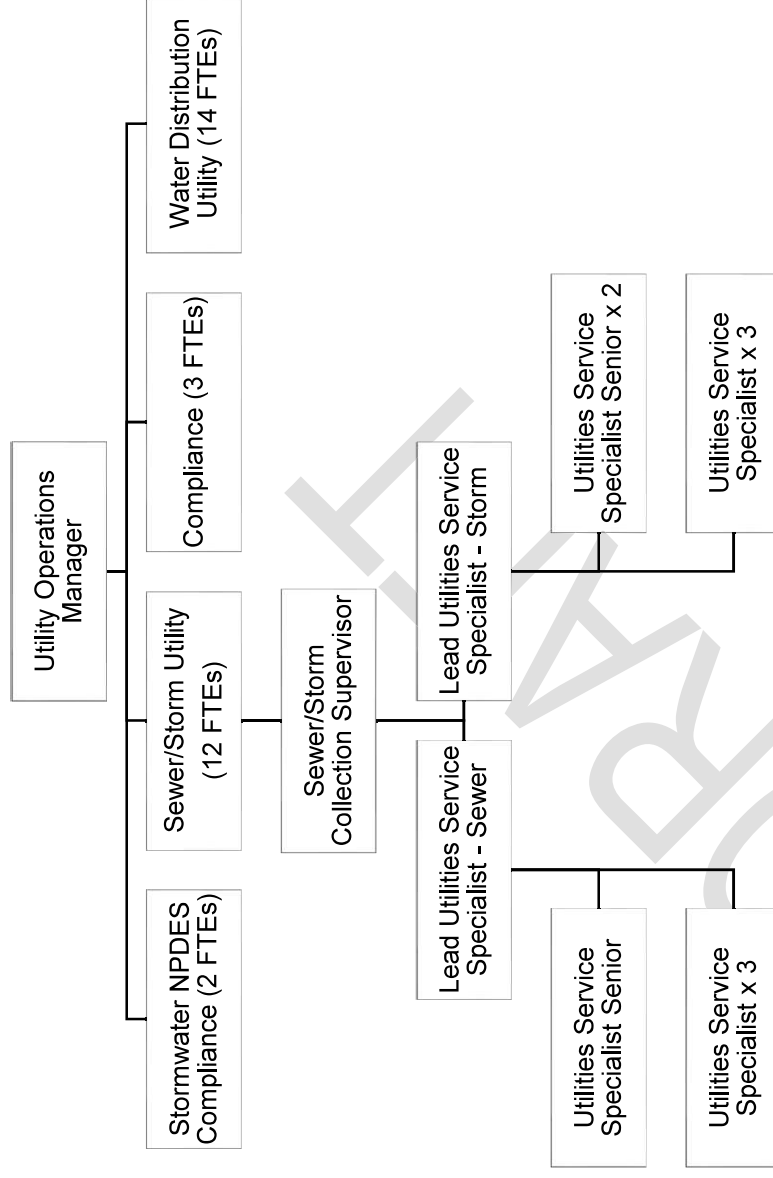 Utility Operations
Manager
Stormwater NPDES
Compliance (2 FTEs)
Sewer/Storm Utility
(12 FTEs)
Compliance (3 FTEs)
Water Distribution
Utility (14 FTEs)
Sewer/Storm
Collection Supervisor
Lead Utilities Service
Specialist - Sewer
Lead Utilities Service
Specialist - Storm
Utilities Service
Specialist Senior
Utilities Service
Specialist Senior x 2
Utilities Service
Specialist x 3
Utilities Service
Specialist x 3
DRAFT